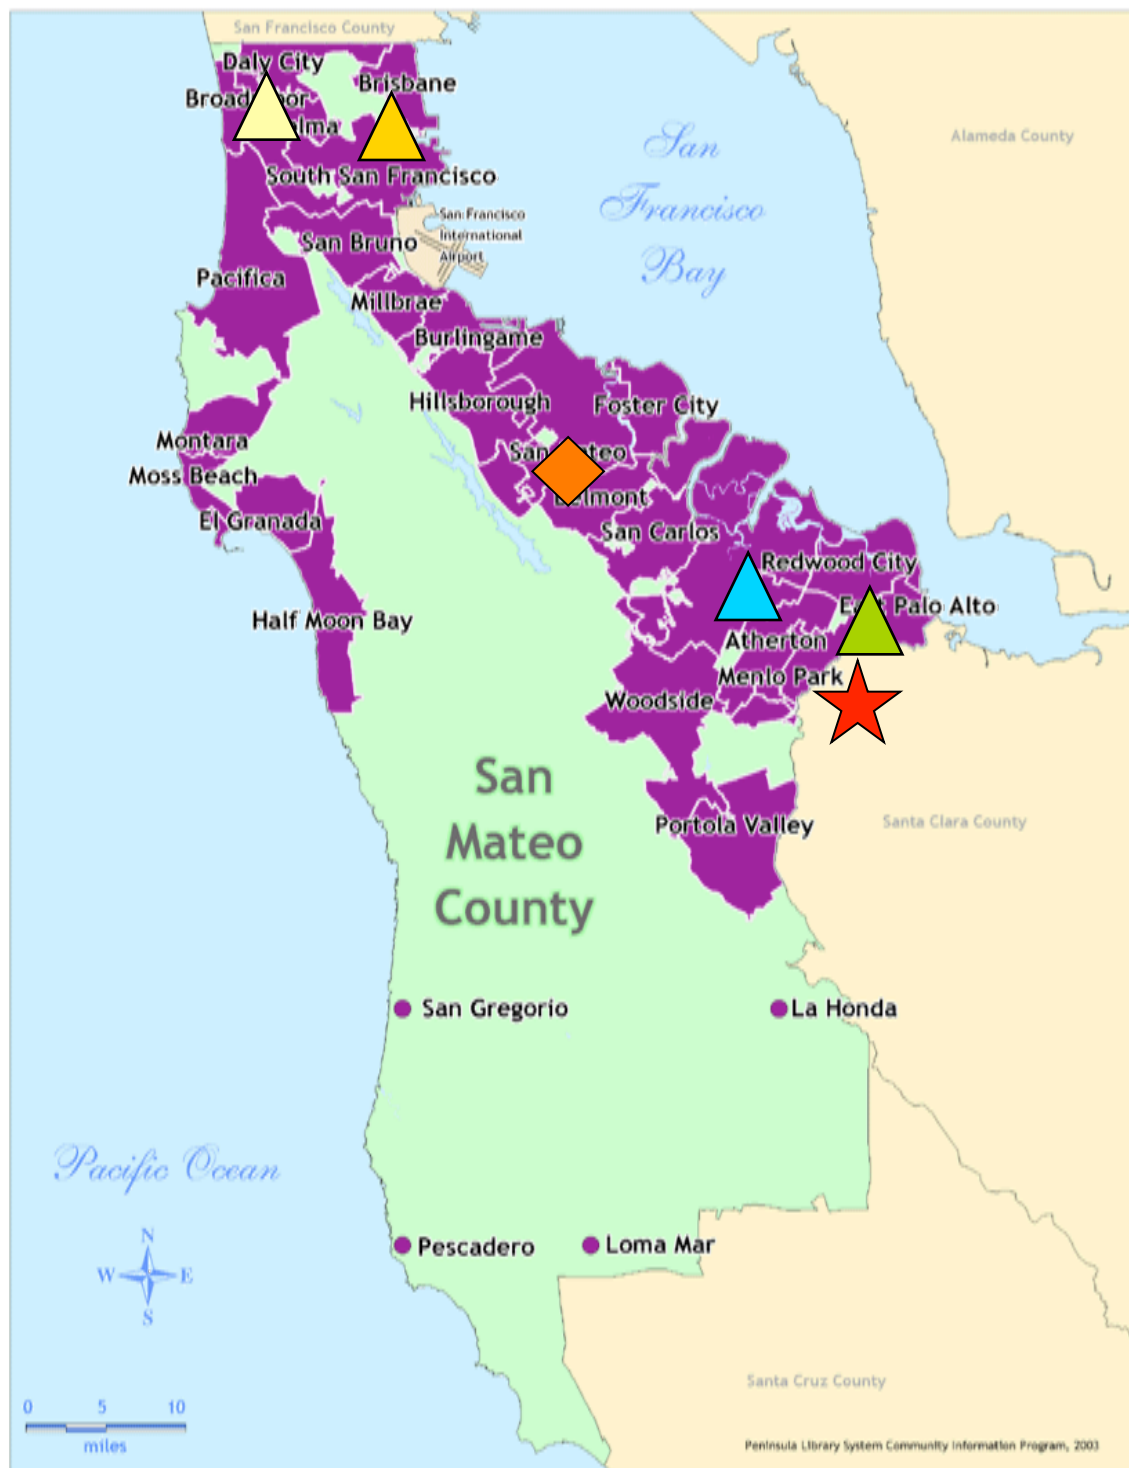 San Francisco County
Daly City
Brisbane
Alameda County
South San Francisco
San
Francisco
Bay
San Francisco
International
Airport
San Bruno
Pacifica
Millbrae
Burlingame
Hillsborough
Foster City
Montara
Moss Beach
El Granada
San Carlos
Redwood City
Palo Alto
Half Moon Bay
Atherton
Menlo Park
Woodside
San
Mateo
County
Portola Valley
Santa Clara County
San Gregorio
La Honda
Pacific Ocean
N
W E
S
Pescadero
Loma Mar
Santa Cruz County
0 5 10
miles
Peninsula Library System Community Information Program, 2003